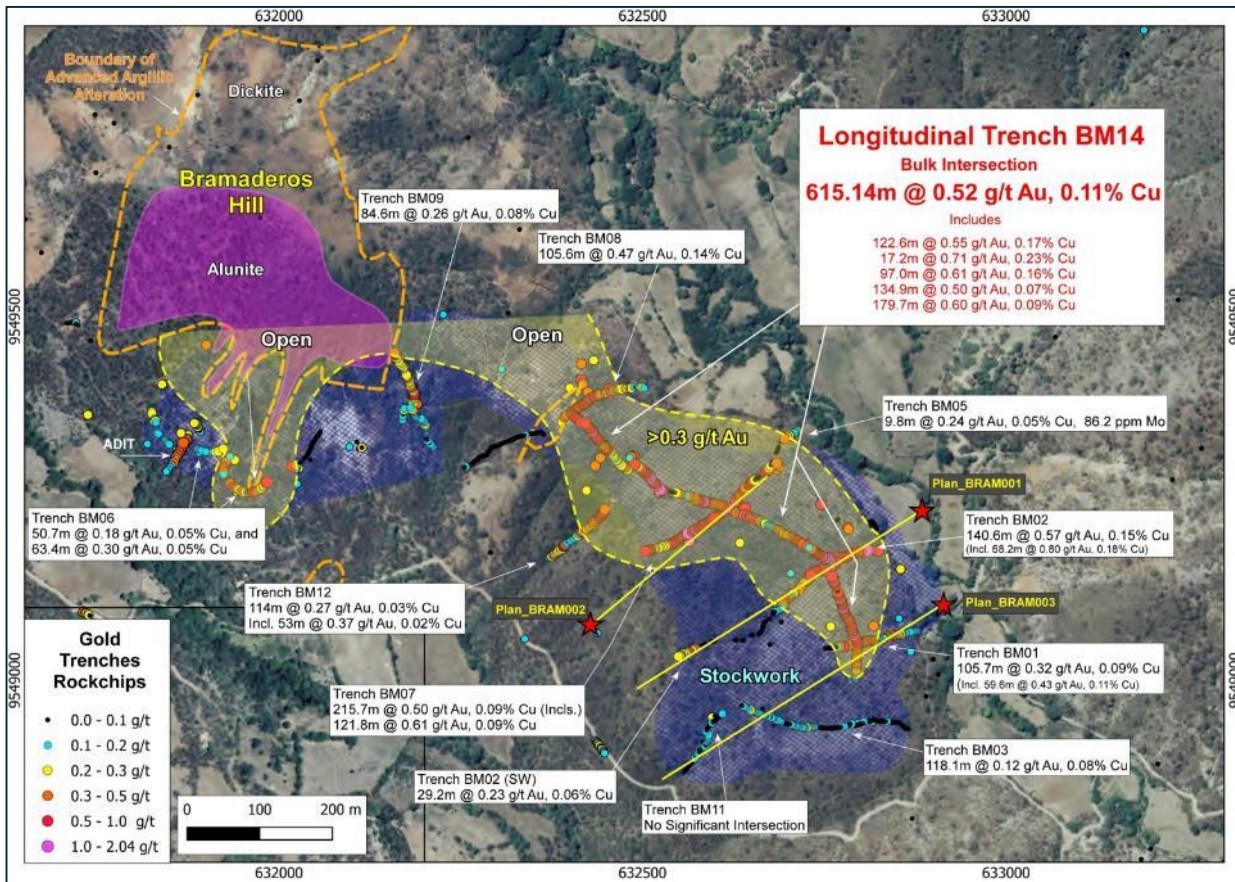 632000
632500
633000
Boundary of
Advanced Argillic
Alteration
Dickite
Longitudinal Trench BM14
Bulk Intersection
615.14m @ 0.52 g/t Au, 0.11% Cu
Includes
122.6m @ 0.55 g/t Au, 0.17% Cu
17.2m @ 0.71 g/t Au, 0.23% Cu
97.0m @ 0.61 g/t Au, 0.16% Cu
134.9m @ 0.50 g/t Au, 0.07% Cu
179.7m @ 0.60 g/t Au, 0.09% Cu
Bramaderos
Hill
Trench BM09
84.6m @ 0.26 g/t Au, 0.08% Cu
Trench BM08
105.6m @ 0.47 g/t Au, 0.14% Cu
Alunite
9549500
9549500
Open
Open
Trench BM05
9.8m @ 0.24 g/t Au, 0.05% Cu, 86.2 ppm Mo
>0.3 g/t Au
ADIT
Plan_BRAM001
Trench BM06
50.7m @ 0.18 g/t Au, 0.05% Cu, and
63.4m @ 0.30 g/t Au, 0.05% Cu
Trench BM02
140.6m @ 0.57 g/t Au, 0.15% Cu
(Incl. 68.2m @ 0.80 g/t Au, 0.18% Cu)
Trench BM12
114m @ 0.27 g/t Au, 0.03% Cu
Incl. 53m @ 0.37 g/t Au, 0.02% Cu
Plan_BRAM002
Plan_BRAM003
Gold
Trenches
Rockchips
0.0 - 0.1 g/t
0.1 - 0.2 g/t
0.2 - 0.3 g/t
0.3 - 0.5 g/t
0.5 - 1.0 g/t
1.0 - 2.04 g/t
Trench BM01
105.7m @ 0.32 g/t Au, 0.09% Cu
(Incl. 59.6m @ 0.43 g/t Au, 0.11% Cu)
9549000
9549000
Stockwork
Trench BM07
215.7m @ 0.50 g/t Au, 0.09% Cu (Incls.)
121.8m @ 0.61 g/t Au, 0.09% Cu
Trench BM03
118.1m @ 0.12 g/t Au, 0.08% Cu
Trench BM02 (SW)
29.2m @ 0.23 g/t Au, 0.06% Cu
Trench BM11
No Significant Intersection
0 100 200 m
632000
632500
633000